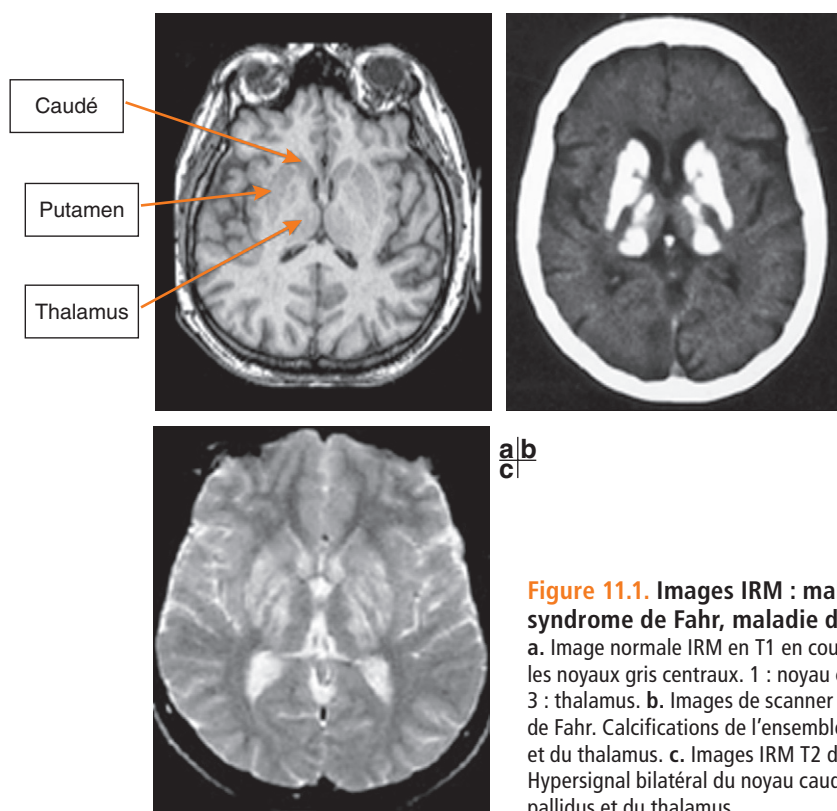 Caudé
Putamen
Thalamus
a b
c
Figure 11.1. Images IRM : ma
syndrome de Fahr, maladie d
a. Image normale IRM en T1 en cou
les noyaux gris centraux. 1 : noyau
3 : thalamus. b. Images de scanner
de Fahr. Calcifications de l'ensemble
et du thalamus. c. Images IRM T2 d
Hypersignal bilatéral du noyau caud
pallidus et du thalamus.